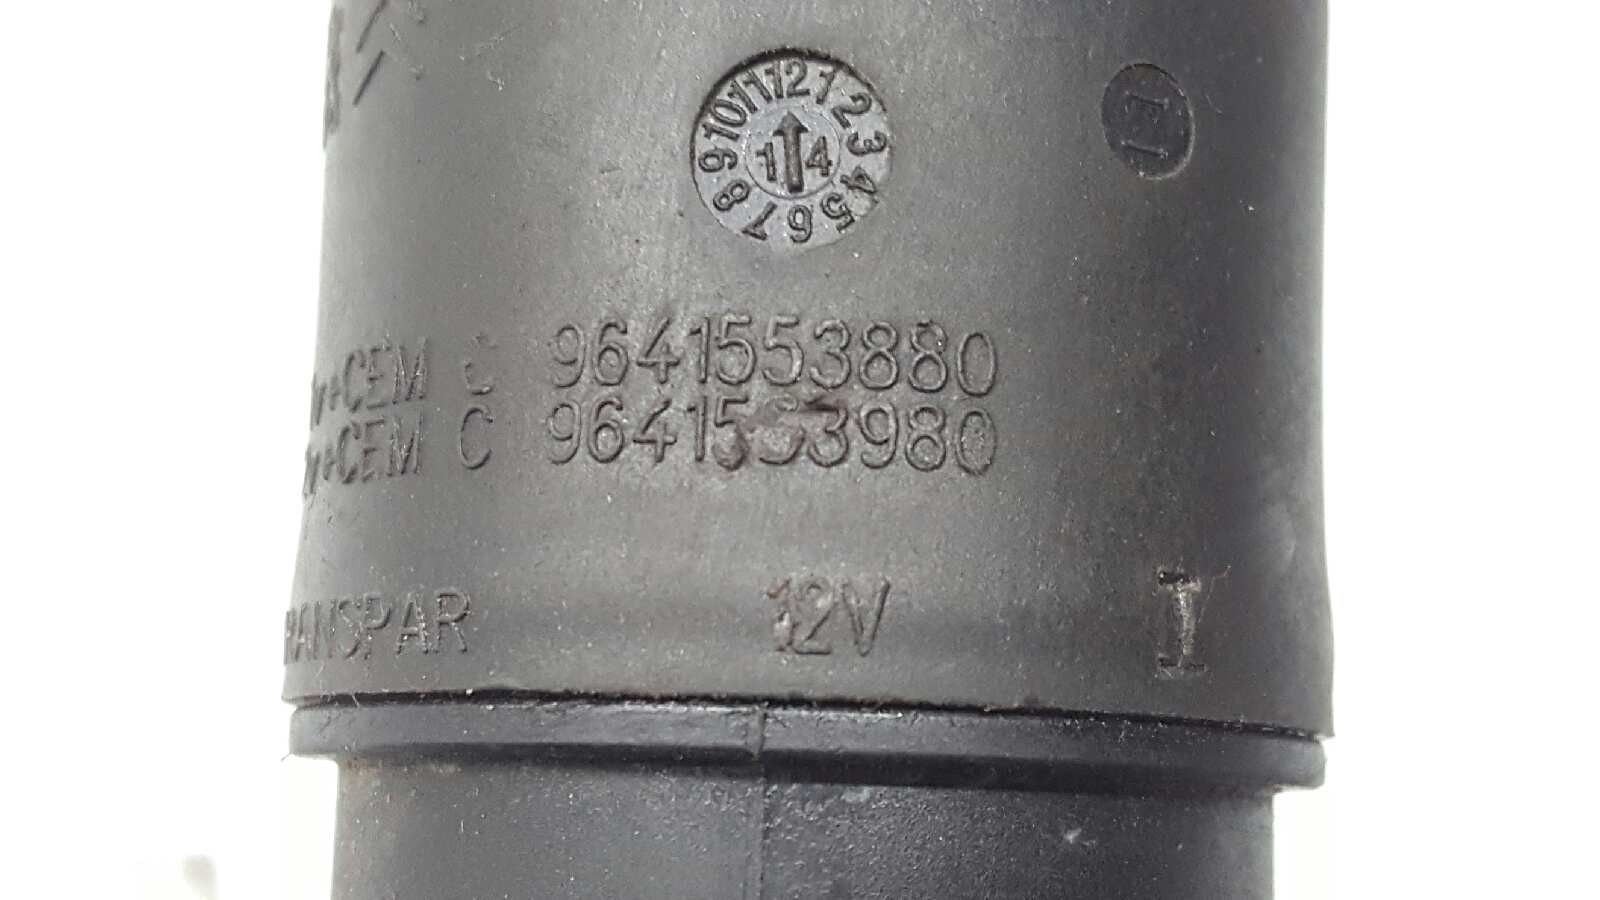 10 11 12 1 2 3 4 5 6 7 8 9
1 4
+CEM C 9641553880
+CEM C 9641553980
RANSPAR 12V I